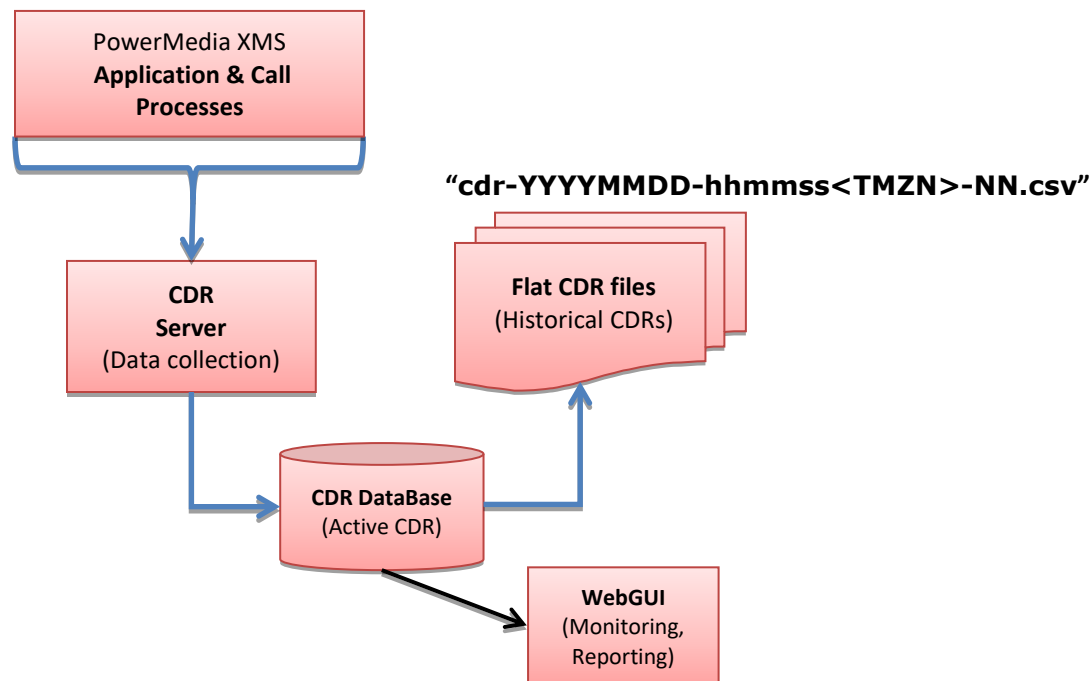 PowerMedia XMS
Application & Call
Processes
“cdr-YYYYMMDD-hhmmss<TMZN>-NN.csv”
CDR
Server
(Data collection)
Flat CDR files
(Historical CDRs)
CDR DataBase
(Active CDR)
WebGUI
(Monitoring,
Reporting)